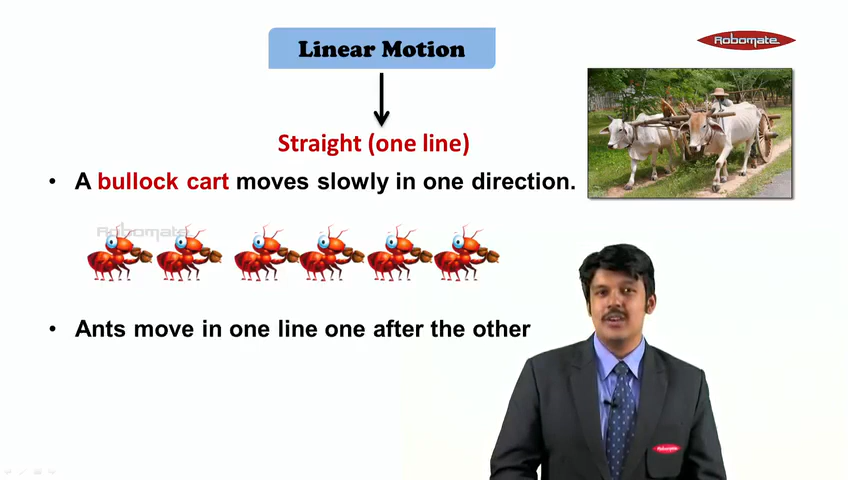 Linear Motion
Robomate
Straight (one line)
• A bullock cart moves slowly in one direction.
Robomate
• Ants move in one line one after the other
Robomate